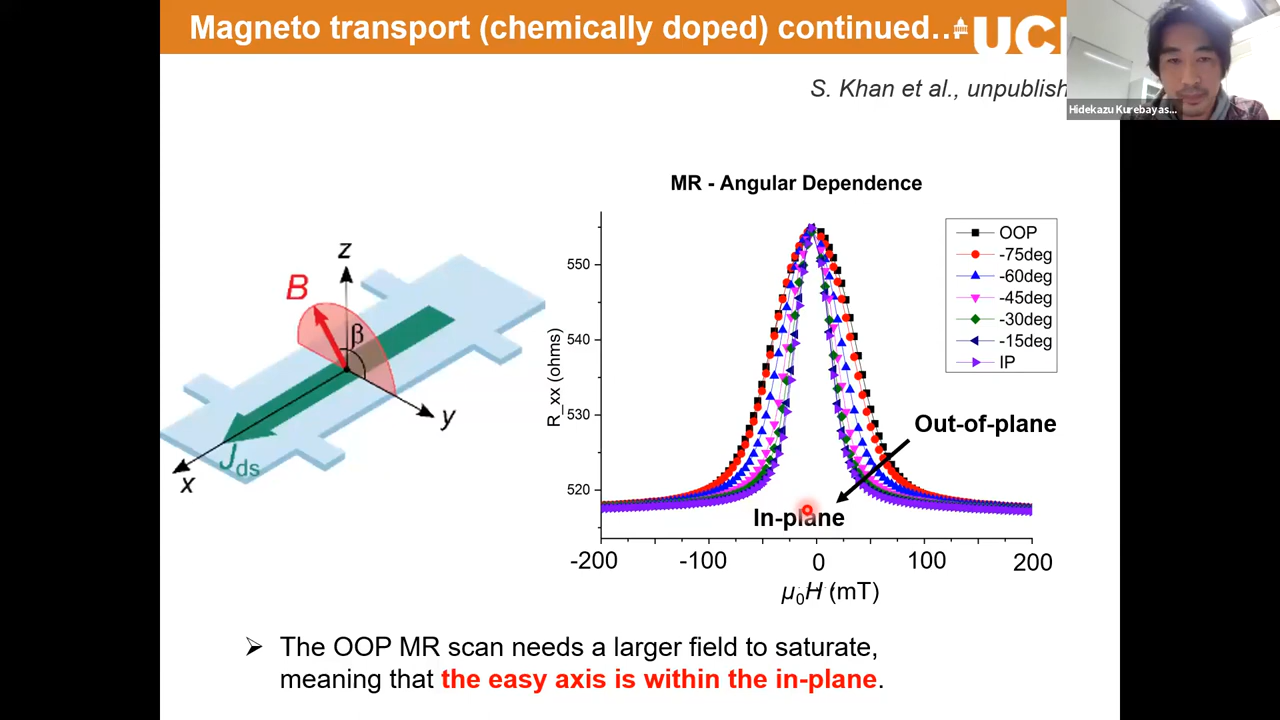 Magneto transport (chemically doped) continued…
UCL
S. Khan et al., unpublish
Hidekazu Kurebayas...
MR - Angular Dependence
z
B
β
y
x
Jds
R_xx (ohms)
550
540
530
520
-200
-100
0
100
200
μ0H (mT)
OOP
-75deg
-60deg
-45deg
-30deg
-15deg
IP
Out-of-plane
In-plane
➢ The OOP MR scan needs a larger field to saturate,
meaning that the easy axis is within the in-plane.